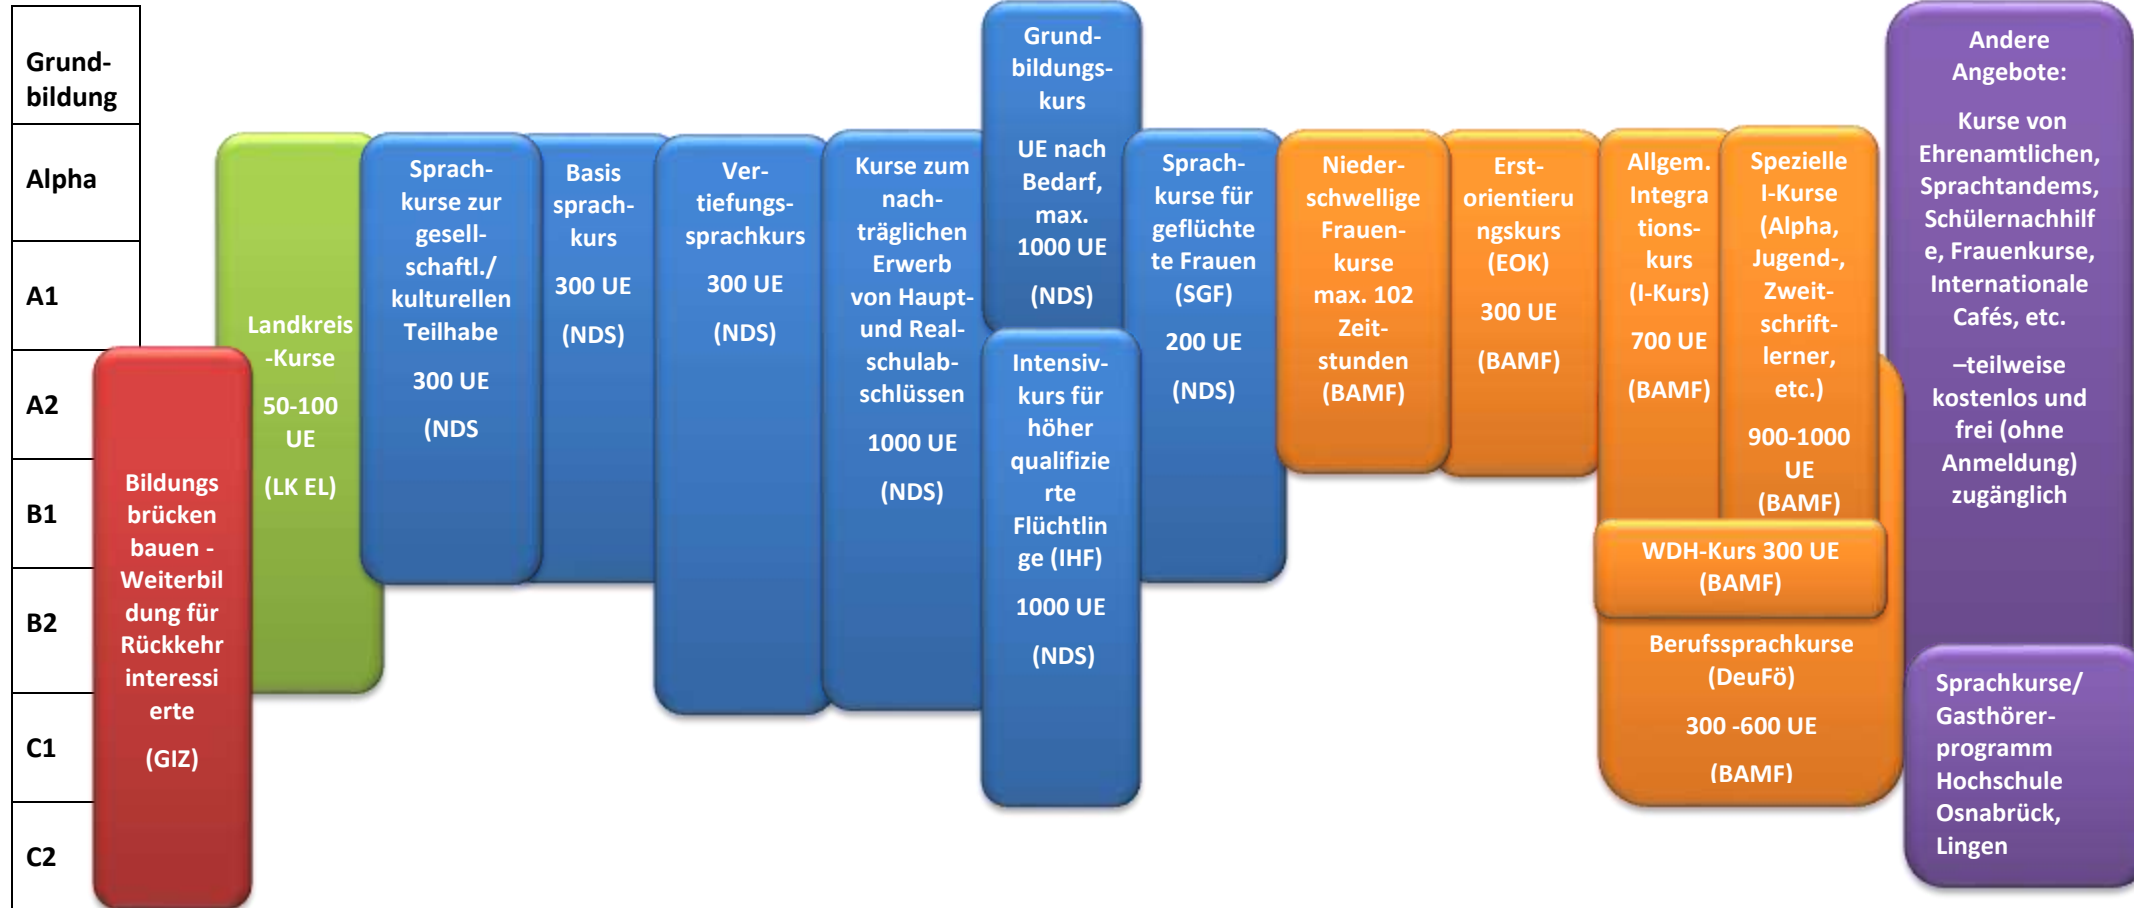 Grund-
bildung
Alpha
A1
A2
B1
B2
C1
C2
Bildungs
brücken
bauen -
Weiterbil
dung für
Rückkehr
interessi
erte
(GIZ)
Landkreis
-Kurse
50-100
UE
(LK EL)
Sprach-
kurse zur
gesell-
schaftl./
kulturellen
Teilhabe
300 UE
(NDS
Basis
sprach-
kurs
300 UE
(NDS)
Ver-
tiefungs-
sprachkurs
300 UE
(NDS)
Kurse zum
nach-
träglichen
Erwerb
von Haupt-
und Real-
schulab-
schlüssen
1000 UE
(NDS)
Grund-
bildungs-
kurs
UE nach
Bedarf,
max.
1000 UE
(NDS)
Intensiv-
kurs für
höher
qualifizie
rte
Flüchtlin
ge (IHF)
1000 UE
(NDS)
Sprach-
kurse für
geflüchte
te Frauen
(SGF)
200 UE
(NDS)
Nieder-
schwellige
Frauen-
kurse
max. 102
Zeit-
stunden
(BAMF)
Erst-
orientieru
ngskurs
(EOK)
300 UE
(BAMF)
Allgem.
Integra
tions-
kurs
(I-Kurs)
700 UE
(BAMF)
Spezielle
I-Kurse
(Alpha,
Jugend-,
Zweit-
schrift-
lerner,
etc.)
900-1000
UE
(BAMF)
WDH-Kurs 300 UE
(BAMF)
Berufssprachkurse
(DeuFö)
300 -600 UE
(BAMF)
Andere
Angebote:
Kurse von
Ehrenamtlichen,
Sprachtandems,
Schülernachhilf
e, Frauenkurse,
Internationale
Cafés, etc.
–teilweise
kostenlos und
frei (ohne
Anmeldung)
zugänglich
Sprachkurse/
Gasthörer-
programm
Hochschule
Osnabrück,
Lingen